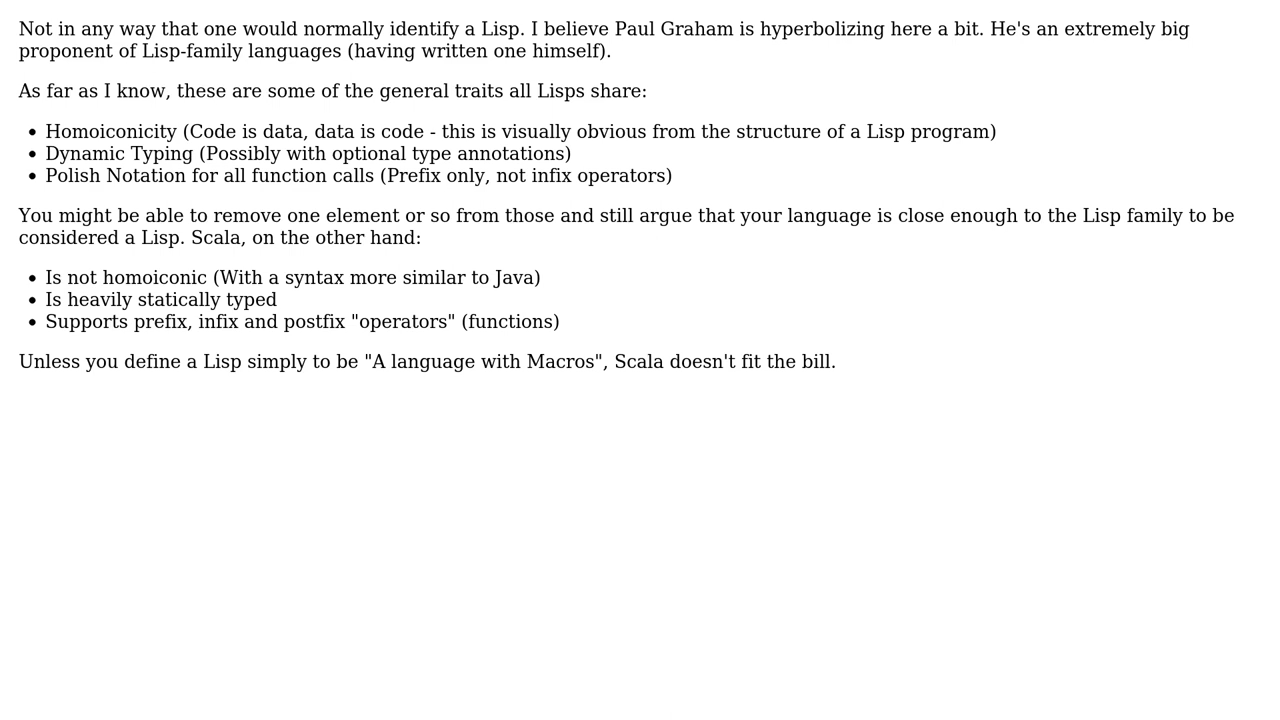 Not in any way that one would normally identify a Lisp. I believe Paul Graham is hyperbolizing here a bit. He's an extremely big
proponent of Lisp-family languages (having written one himself).
As far as I know, these are some of the general traits all Lisps share:
• Homoiconicity (Code is data, data is code - this is visually obvious from the structure of a Lisp program)
• Dynamic Typing (Possibly with optional type annotations)
• Polish Notation for all function calls (Prefix only, not infix operators)
You might be able to remove one element or so from those and still argue that your language is close enough to the Lisp family to be
considered a Lisp. Scala, on the other hand:
• Is not homoiconic (With a syntax more similar to Java)
• Is heavily statically typed
• Supports prefix, infix and postfix "operators" (functions)
Unless you define a Lisp simply to be "A language with Macros", Scala doesn't fit the bill.